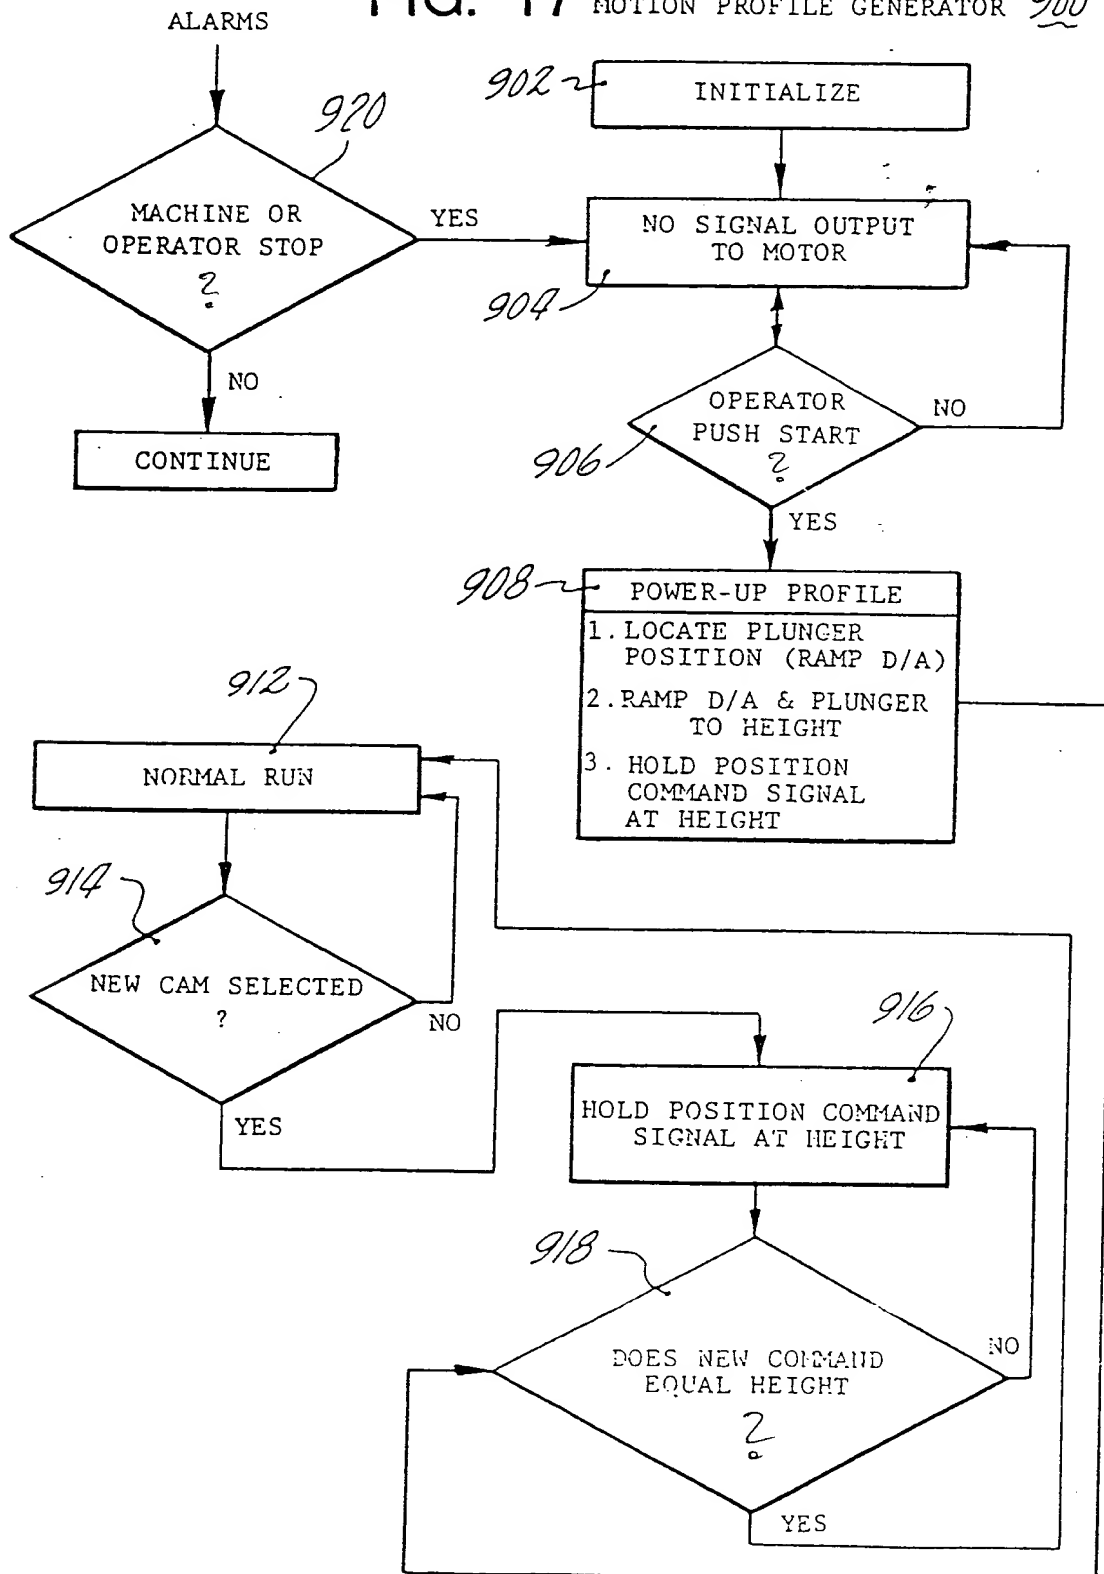 FIG. 17 MOTION PROFILE GENERATOR 900
ALARMS
920
MACHINE OR
OPERATOR STOP
?
YES
NO
CONTINUE
902
INITIALIZE
NO SIGNAL OUTPUT
TO MOTOR
904
OPERATOR
PUSH START
?
906
NO
YES
908
POWER-UP PROFILE
1. LOCATE PLUNGER
POSITION (RAMP D/A)
2. RAMP D/A & PLUNGER
TO HEIGHT
3. HOLD POSITION
COMMAND SIGNAL
AT HEIGHT
912
NORMAL RUN
914
NEW CAM SELECTED
?
NO
YES
916
HOLD POSITION COMMAND
SIGNAL AT HEIGHT
918
DOES NEW COMMAND
EQUAL HEIGHT
?
NO
YES